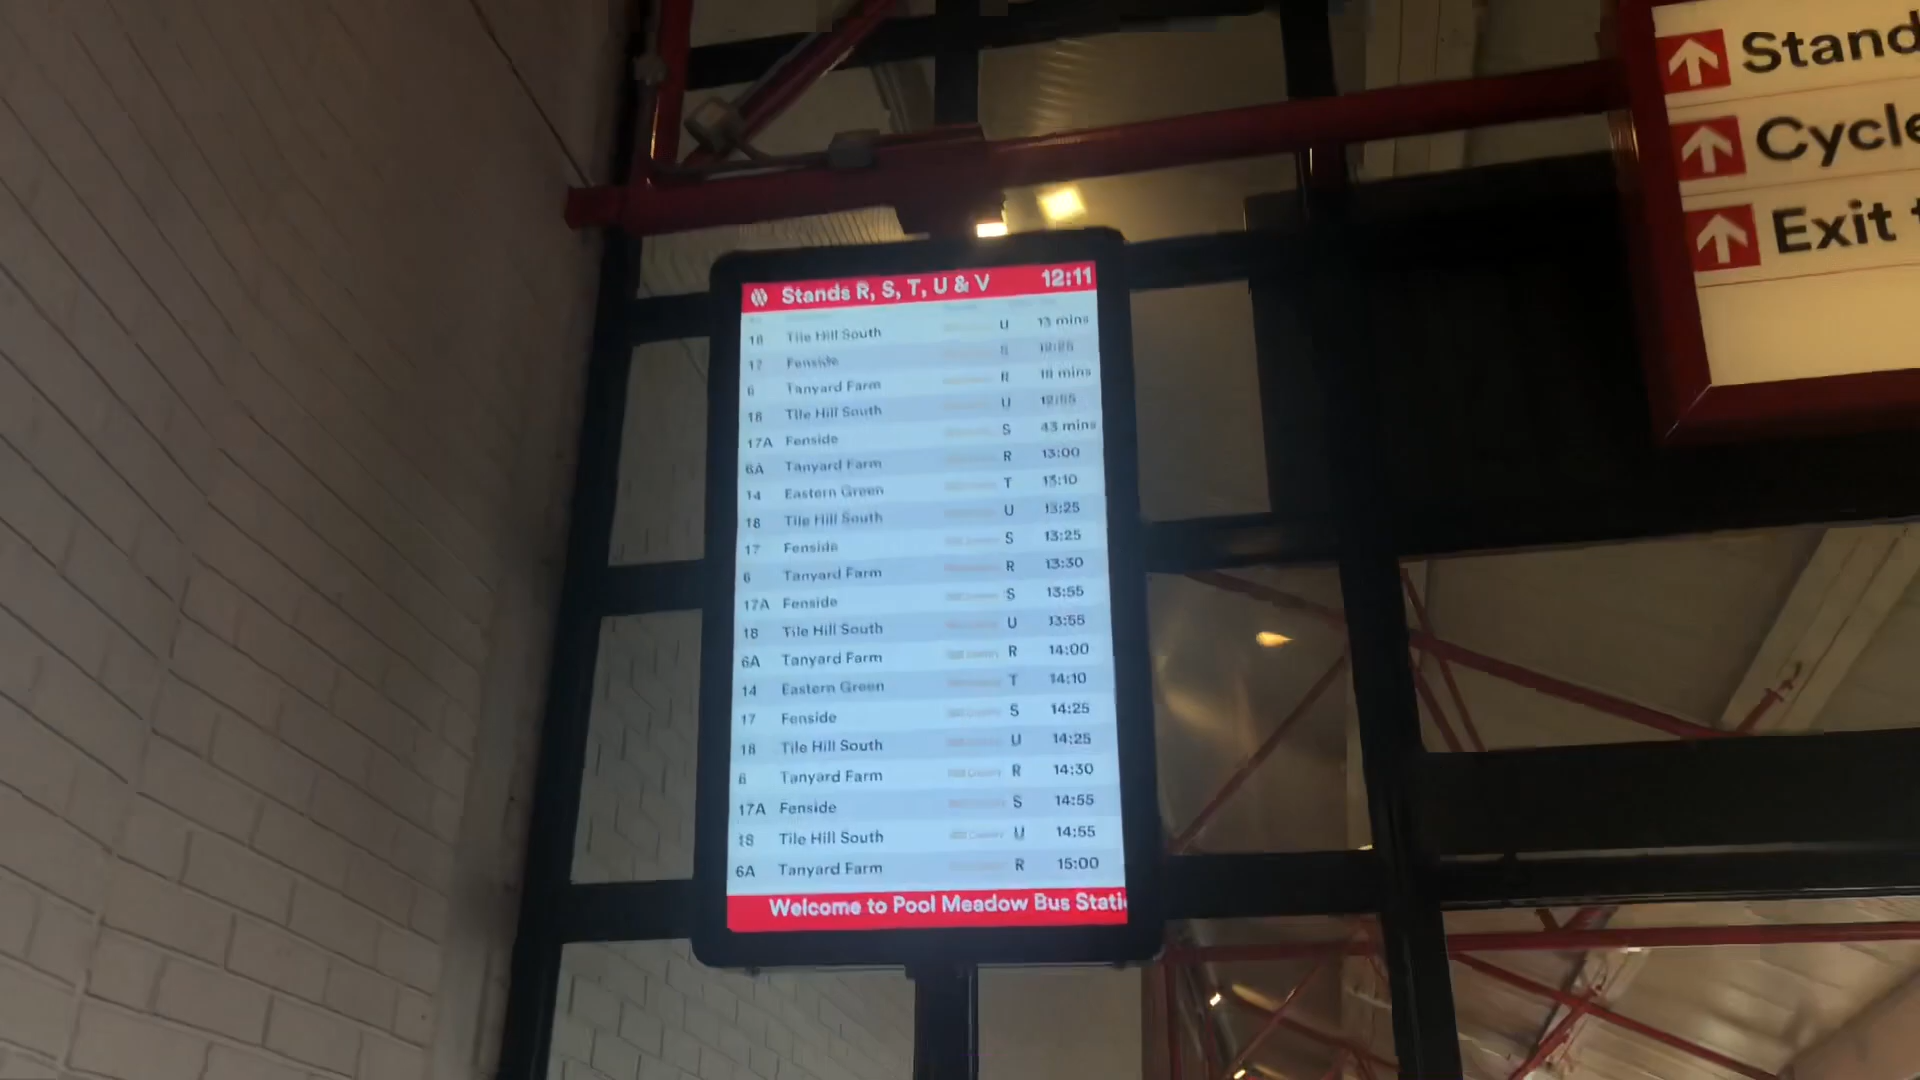 Stands R, S, T, U & V 12:11
18 Tile Hill South U 13 mins
17 Fenside
6 Tanyard Farm R 18 mins
18 Tile Hill South U 12:55
17A Fenside S 43 mins
6A Tanyard Farm R 13:00
14 Eastern Green T 13:10
18 Tile Hill South U 13:25
17 Fenside S 13:25
6 Tanyard Farm R 13:30
17A Fenside S 13:55
18 Tile Hill South U 13:55
6A Tanyard Farm R 14:00
14 Eastern Green T 14:10
17 Fenside S 14:25
18 Tile Hill South U 14:25
6 Tanyard Farm R 14:30
17A Fenside S 14:55
18 Tile Hill South U 14:55
6A Tanyard Farm R 15:00
Welcome to Pool Meadow Bus Stati
Stand
Cycle
Exit